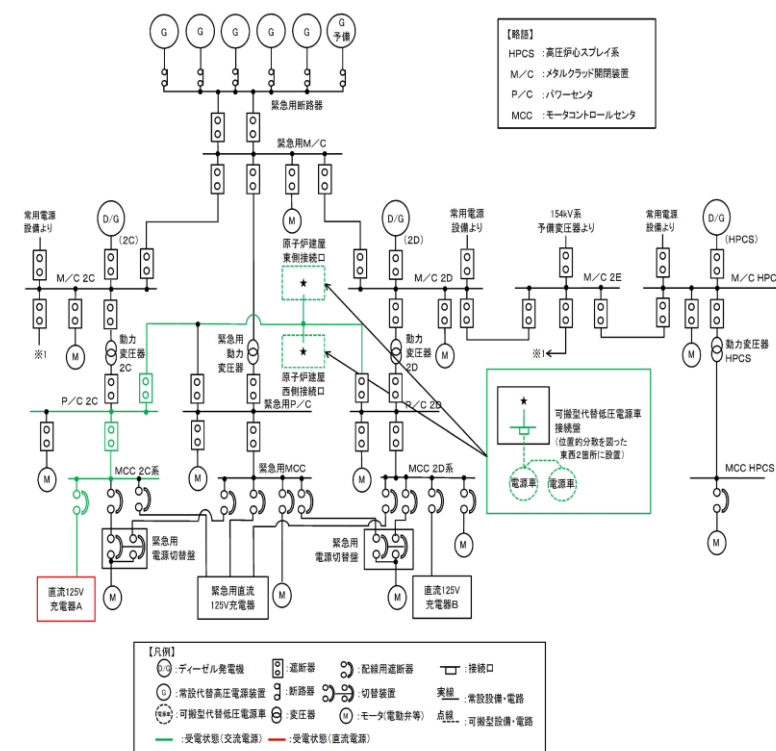 G
G
G
G
G
G
予備
緊急用断路器
緊急用M/C
【略語】
HPCS :高圧炉心スプレイ系
M/C :メタルクラッド開閉装置
P/C :パワーセンタ
MCC :モータコントロールセンタ
常用電源
設備より
D/G
(2C)
M
原子炉建屋
東側接続口
★
D/G
(2D)
常用電源
設備より
154kV系
予備変圧器より
常用電源
設備より
D/G
(HPCS)
M/C 2C
M/C 2D
M/C 2E
M/C HPC
※1
M
動力
変圧器
2C
緊急用
動力
変圧器
★
原子炉建屋
西側接続口
動力
変圧器
2D
M
※1
M
動力変圧器
HPCS
P/C 2C
緊急用P/C
P/C 2D
★
可搬型代替低圧電源車
接続盤
(位置的分散を図った
東西2箇所に設置)
電源車
電源車
M
M
M
MCC 2C系
緊急用MCC
MCC 2D系
MCC HPCS
緊急用
電源切替盤
緊急用
電源切替盤
M
M
直流125V
充電器A
M
緊急用直流
125V充電器
M
M
直流125V
充電器B
【凡例】
D/G :ディーゼル発電機
:遮断器
:配線用遮断器
:接続口
G :常設代替高圧電源装置
:断路器
:切替装置
実線 :常設設備・電路
電源車 :可搬型代替低圧電源車
:変圧器
M :モータ(電動弁等)
点線 :可搬型設備・電路
:受電状態(交流電源)
:受電状態(直流電源)